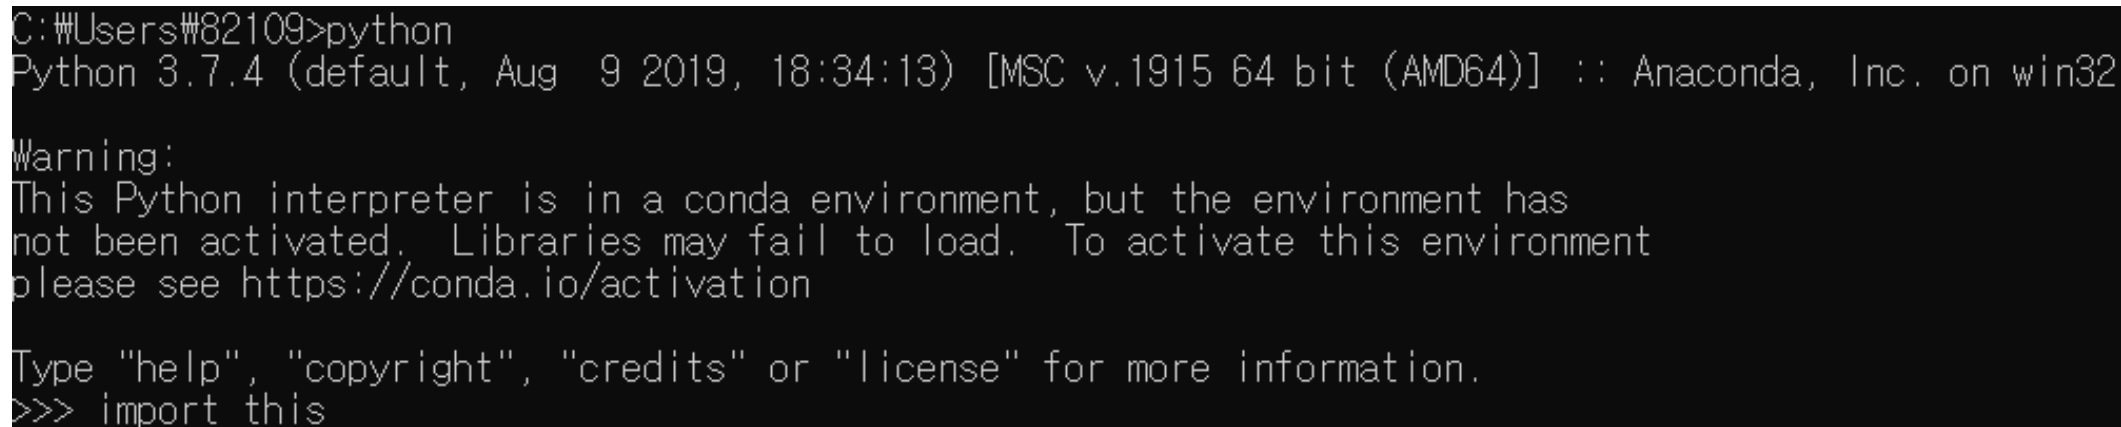 C:₩Users₩82109>python
Python 3.7.4 (default, Aug  9 2019, 18:34:13) [MSC v.1915 64 bit (AMD64)] :: Anaconda, Inc. on win32
Warning:
This Python interpreter is in a conda environment, but the environment has
not been activated.  Libraries may fail to load.  To activate this environment
please see https://conda.io/activation
Type "help", "copyright", "credits" or "license" for more information.
>>> import this